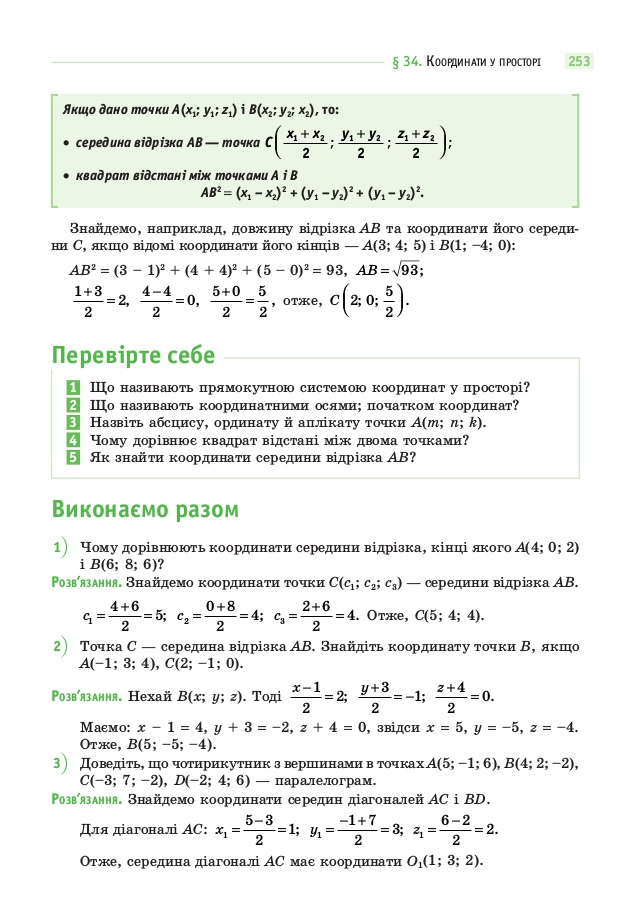 § 34. Координати у просторі 253
Якщо дано точки A(x₁; y₁; z₁) і B(x₂; y₂; x₂), то:
• середина відрізка AB — точка C((x₁ + x₂)/2; (y₁ + y₂)/2; (z₁ + z₂)/2);
• квадрат відстані між точками A і B
AB² = (x₁ – x₂)² + (y₁ – y₂)² + (y₁ – y₂)².
Знайдемо, наприклад, довжину відрізка AB та координати його середи-
ни C, якщо відомі координати його кінців — A(3; 4; 5) і B(1; –4; 0):
AB² = (3 – 1)² + (4 + 4)² + (5 – 0)² = 93, AB = √93;
(1+3)/2 = 2, (4–4)/2 = 0, (5+0)/2 = 5/2, отже, C(2; 0; 5/2).
Перевірте себе
1 Що називають прямокутною системою координат у просторі?
2 Що називають координатними осями; початком координат?
3 Назвіть абсцису, ординату й аплікату точки A(m; n; k).
4 Чому дорівнює квадрат відстані між двома точками?
5 Як знайти координати середини відрізка AB?
Виконаємо разом
1) Чому дорівнюють координати середини відрізка, кінці якого A(4; 0; 2)
і B(6; 8; 6)?
Розв'язання. Знайдемо координати точки C(c₁; c₂; c₃) — середини відрізка AB.
c₁ = (4+6)/2 = 5; c₂ = (0+8)/2 = 4; c₃ = (2+6)/2 = 4. Отже, C(5; 4; 4).
2) Точка C — середина відрізка AB. Знайдіть координату точки B, якщо
A(–1; 3; 4), C(2; –1; 0).
Розв'язання. Нехай B(x; y; z). Тоді (x–1)/2 = 2; (y+3)/2 = –1; (z+4)/2 = 0.
Маємо: x – 1 = 4, y + 3 = –2, z + 4 = 0, звідси x = 5, y = –5, z = –4.
Отже, B(5; –5; –4).
3) Доведіть, що чотирикутник з вершинами в точках A(5; –1; 6), B(4; 2; –2),
C(–3; 7; –2), D(–2; 4; 6) — паралелограм.
Розв'язання. Знайдемо координати середин діагоналей AC і BD.
Для діагоналі AC: x₁ = (5–3)/2 = 1; y₁ = (–1+7)/2 = 3; z₁ = (6–2)/2 = 2.
Отже, середина діагоналі AC має координати O₁(1; 3; 2).